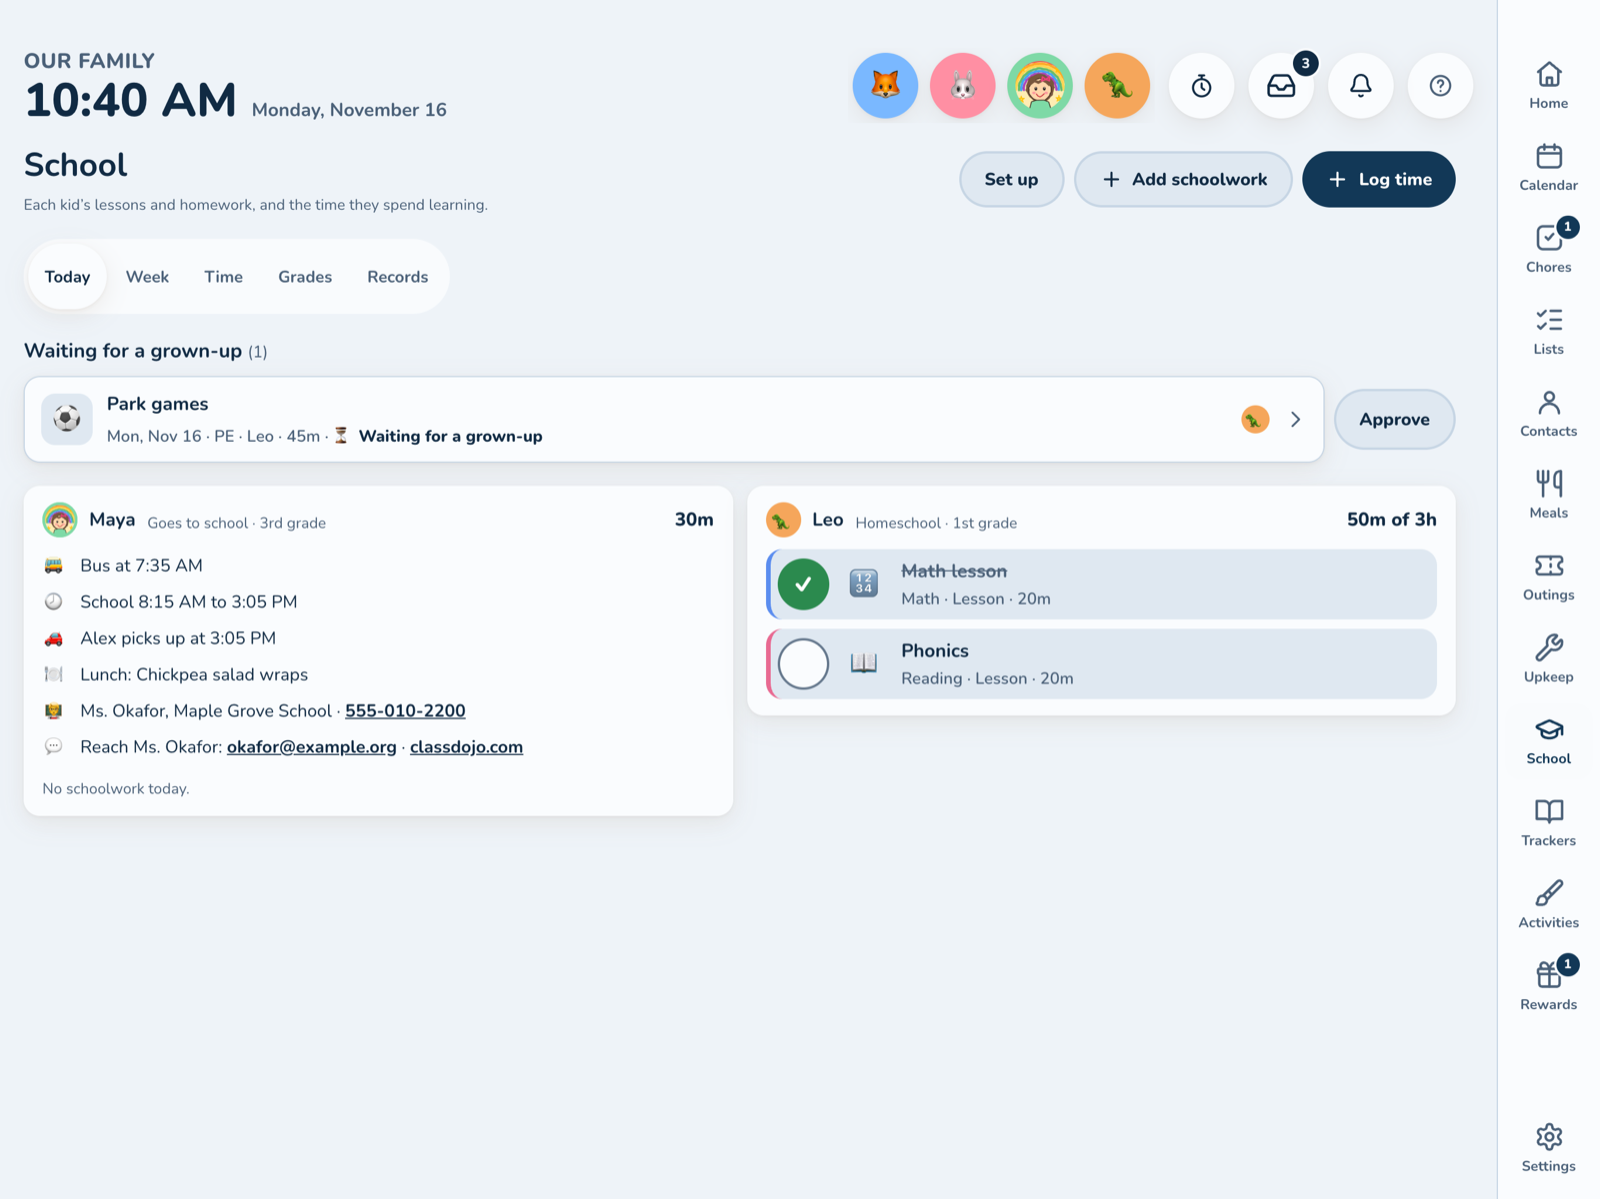 OUR FAMILY
10:40 AM Monday, November 16
3
School
Each kid’s lessons and homework, and the time they spend learning.
Set up
+ Add schoolwork
+ Log time
Today
Week
Time
Grades
Records
Waiting for a grown-up (1)
Park games
Mon, Nov 16 · PE · Leo · 45m · ⏳ Waiting for a grown-up
Approve
Maya Goes to school · 3rd grade 30m
Bus at 7:35 AM
School 8:15 AM to 3:05 PM
Alex picks up at 3:05 PM
Lunch: Chickpea salad wraps
Ms. Okafor, Maple Grove School · 555-010-2200
Reach Ms. Okafor: okafor@example.org · classdojo.com
No schoolwork today.
Leo Homeschool · 1st grade 50m of 3h
Math lesson
Math · Lesson · 20m
Phonics
Reading · Lesson · 20m
Home
Calendar
1
Chores
Lists
Contacts
Meals
Outings
Upkeep
School
Trackers
Activities
1
Rewards
Settings